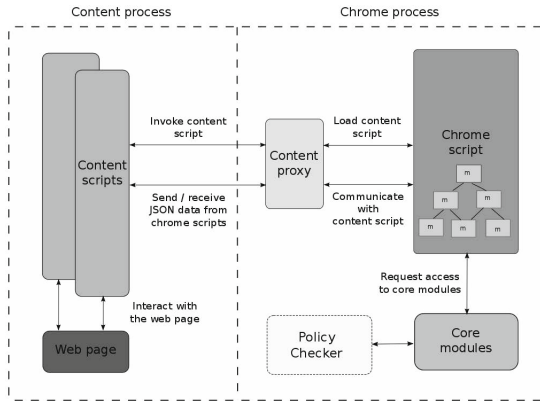 Content process
Chrome process
Invoke content
script
Load content
script
Content
scripts
Content
proxy
Chrome
script
m
m
m
m
m
m
Send / receive
JSON data from
chrome scripts
Communicate
with
content script
Interact with
the web page
Request access
to core modules
Web page
Policy
Checker
Core
modules